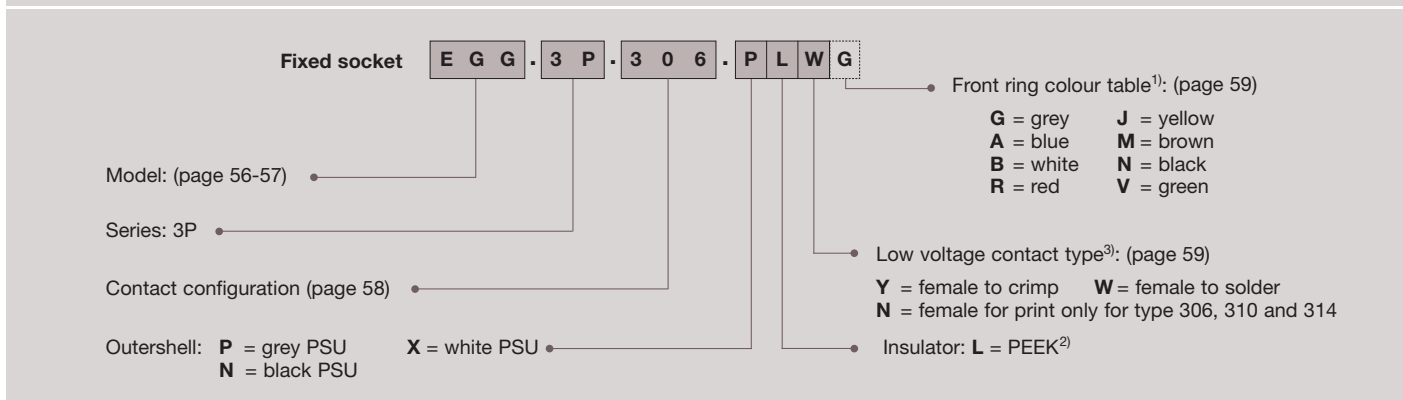 Fixed socket E G G . 3 P . 3 0 6 . P L W G
Front ring colour table1): (page 59)
G = grey J = yellow
A = blue M = brown
B = white N = black
R = red V = green
Model: (page 56-57)
Series: 3P
Low voltage contact type3): (page 59)
Y = female to crimp W = female to solder
N = female for print only for type 306, 310 and 314
Contact configuration (page 58)
Outershell: P = grey PSU X = white PSU
N = black PSU
Insulator: L = PEEK2)